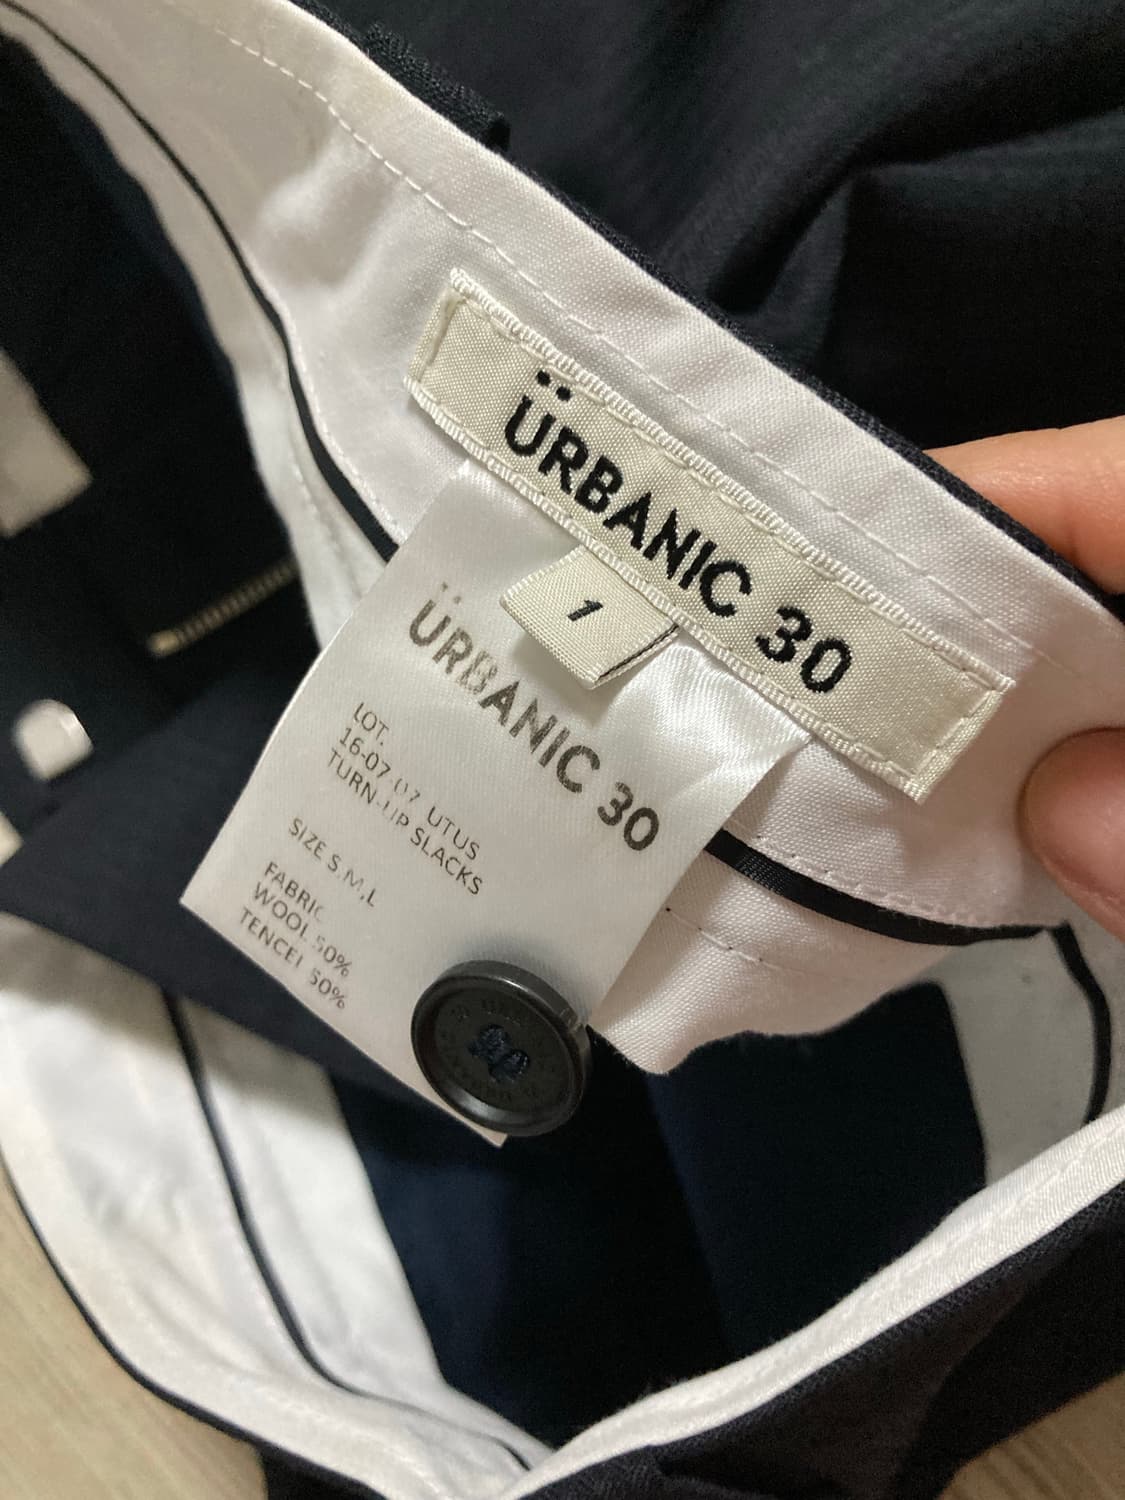 ÜRBANIC 30
1
ÜRBANIC 30
LOT.
16-07-07 UTUS
TURN-UP SLACKS
SIZE S.M.L
FABRIC
WOOL 50%
TENCEL 50%